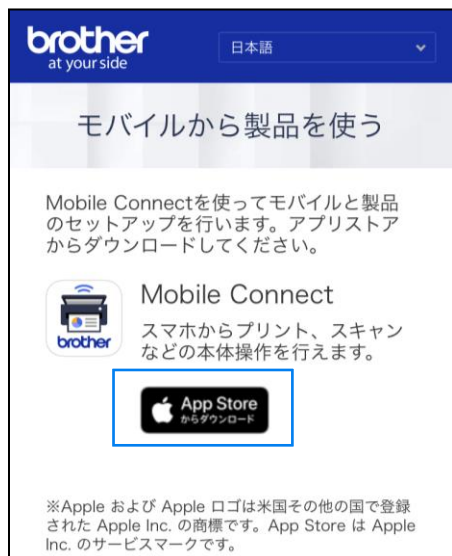 brother
at your side
日本語
モバイルから製品を使う
Mobile Connectを使ってモバイルと製品
のセットアップを行います。アプリストア
からダウンロードしてください。
brother
Mobile Connect
スマホからプリント、スキャン
などの本体操作を行えます。
App Store
からダウンロード
※Apple および Apple ロゴは米国その他の国で登録
された Apple Inc. の商標です。App Store は Apple
Inc. のサービスマークです。